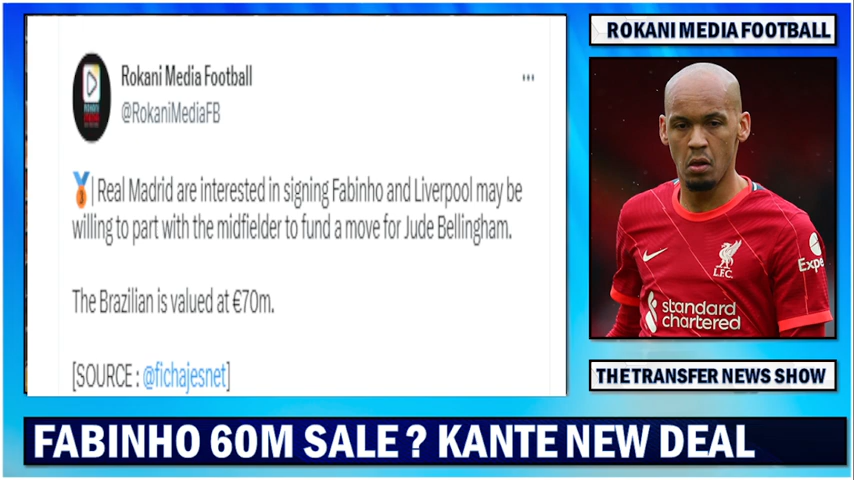 Rokani Media Football
@RokaniMediaFB
| Real Madrid are interested in signing Fabinho and Liverpool may be
willing to part with the midfielder to fund a move for Jude Bellingham.
The Brazilian is valued at €70m.
[SOURCE : @fichajesnet]
ROKANI MEDIA FOOTBALL
L.F.C.
Expe
standard
chartered
THE TRANSFER NEWS SHOW
FABINHO 60M SALE ? KANTE NEW DEAL